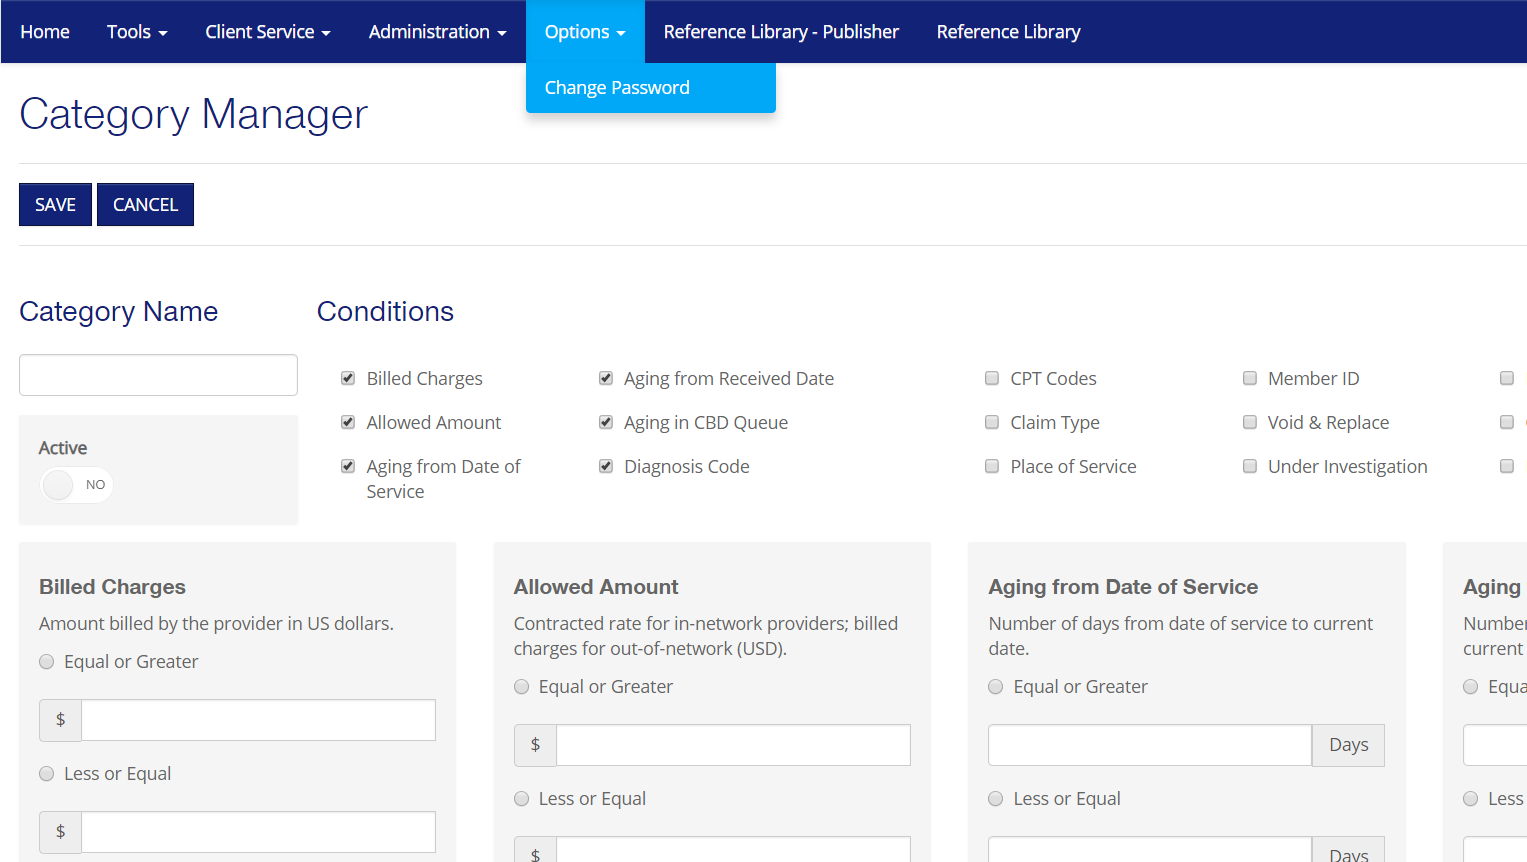 Home Tools Client Service Administration Options Reference Library - Publisher Reference Library
Change Password
Category Manager
SAVE CANCEL
Category Name Conditions
Billed Charges Aging from Received Date CPT Codes Member ID
Allowed Amount Aging in CBD Queue Claim Type Void & Replace
Aging from Date of Diagnosis Code Place of Service Under Investigation
Service
Active
NO
Billed Charges Allowed Amount Aging from Date of Service Aging
Amount billed by the provider in US dollars. Contracted rate for in-network providers; billed Number of days from date of service to current
charges for out-of-network (USD). date. current
Equal or Greater
Equal or Greater Equal or Greater
$
$ Days
Less or Equal
Less or Equal Less or Equal Less
$
$ Days